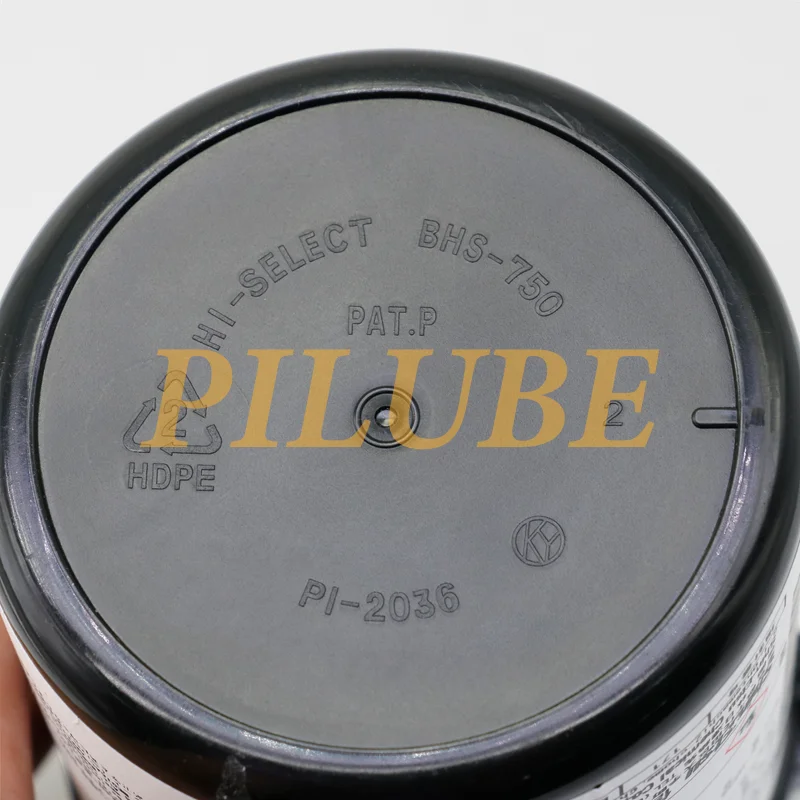 HI-SELECT BHS-750
PAT.P
PILUBE
2
2
HDPE
KY
PI-2036